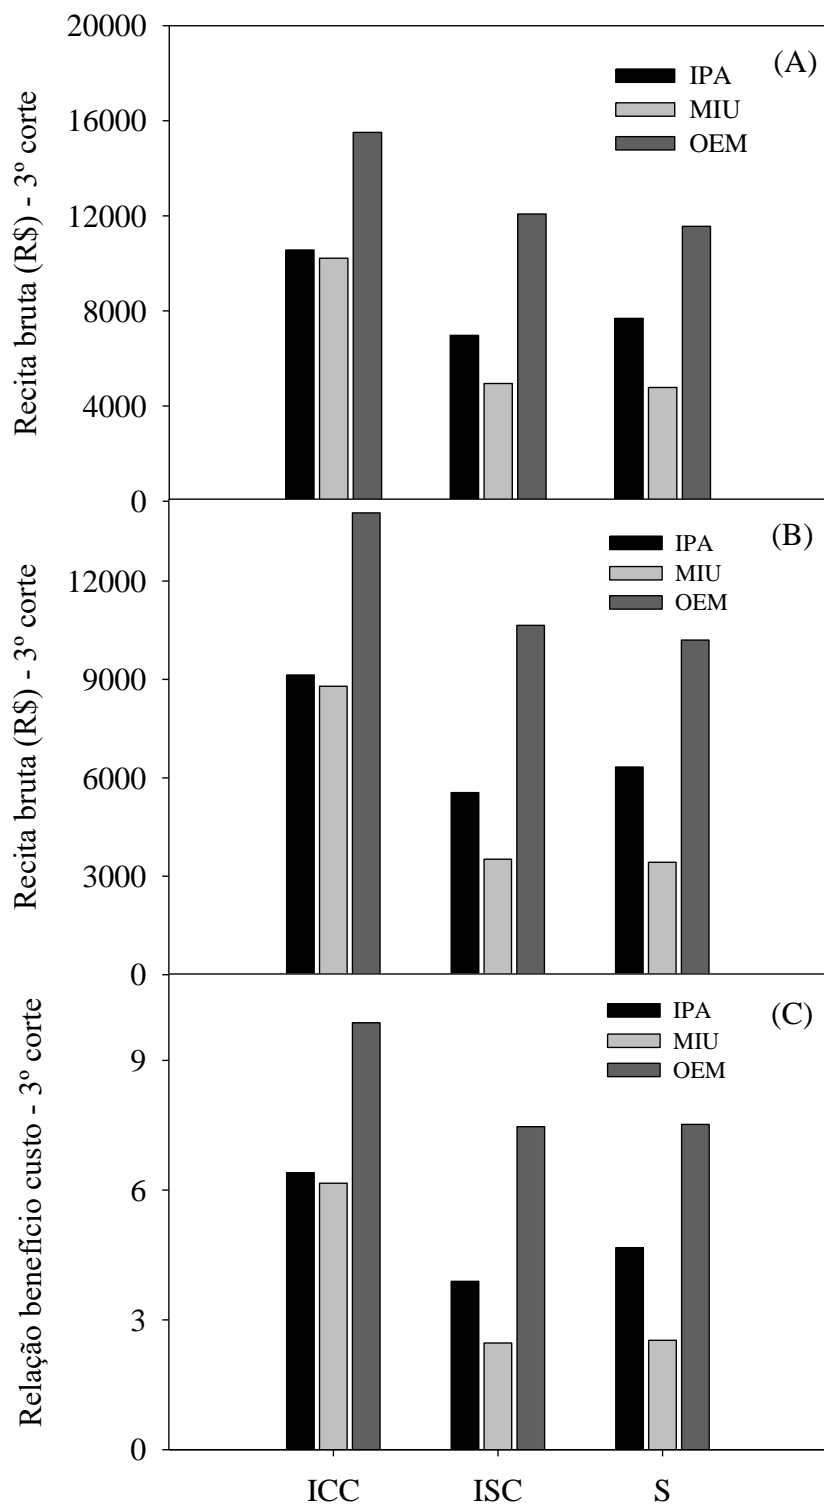 20000
16000
12000
8000
4000
0
Recita bruta (R$) - 3º corte
(A)
IPA
MIU
OEM
12000
9000
6000
3000
0
Recita bruta (R$) - 3º corte
(B)
IPA
MIU
OEM
9
6
3
0
Relação benefício custo - 3º corte
(C)
IPA
MIU
OEM
ICC ISC S